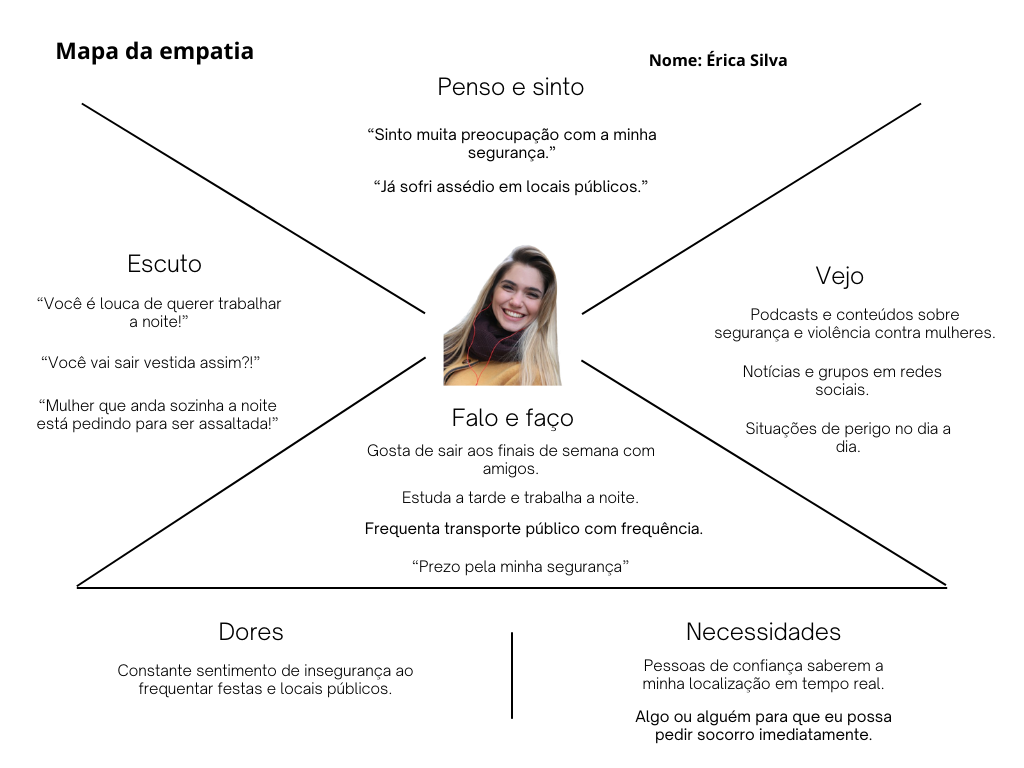 Mapa da empatia
Nome: Érica Silva
Penso e sinto
“Sinto muita preocupação com a minha
segurança.”
“Já sofri assédio em locais públicos.”
Escuto
“Você é louca de querer trabalhar
a noite!”
“Você vai sair vestida assim?!”
“Mulher que anda sozinha a noite
está pedindo para ser assaltada!”
Vejo
Podcasts e conteúdos sobre
segurança e violência contra mulheres.
Notícias e grupos em redes
sociais.
Situações de perigo no dia a
dia.
Falo e faço
Gosta de sair aos finais de semana com
amigos.
Estuda a tarde e trabalha a noite.
Frequenta transporte público com frequência.
“Prezo pela minha segurança”
Dores
Constante sentimento de insegurança ao
frequentar festas e locais públicos.
Necessidades
Pessoas de confiança saberem a
minha localização em tempo real.
Algo ou alguém para que eu possa
pedir socorro imediatamente.